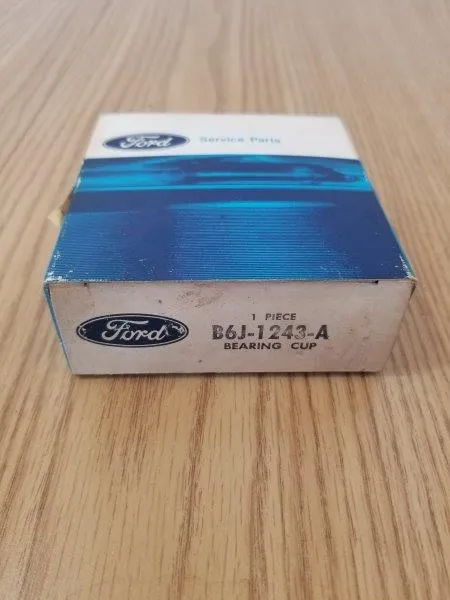 Ford Service Parts
Ford
1 PIECE
B6J-1243-A
BEARING CUP